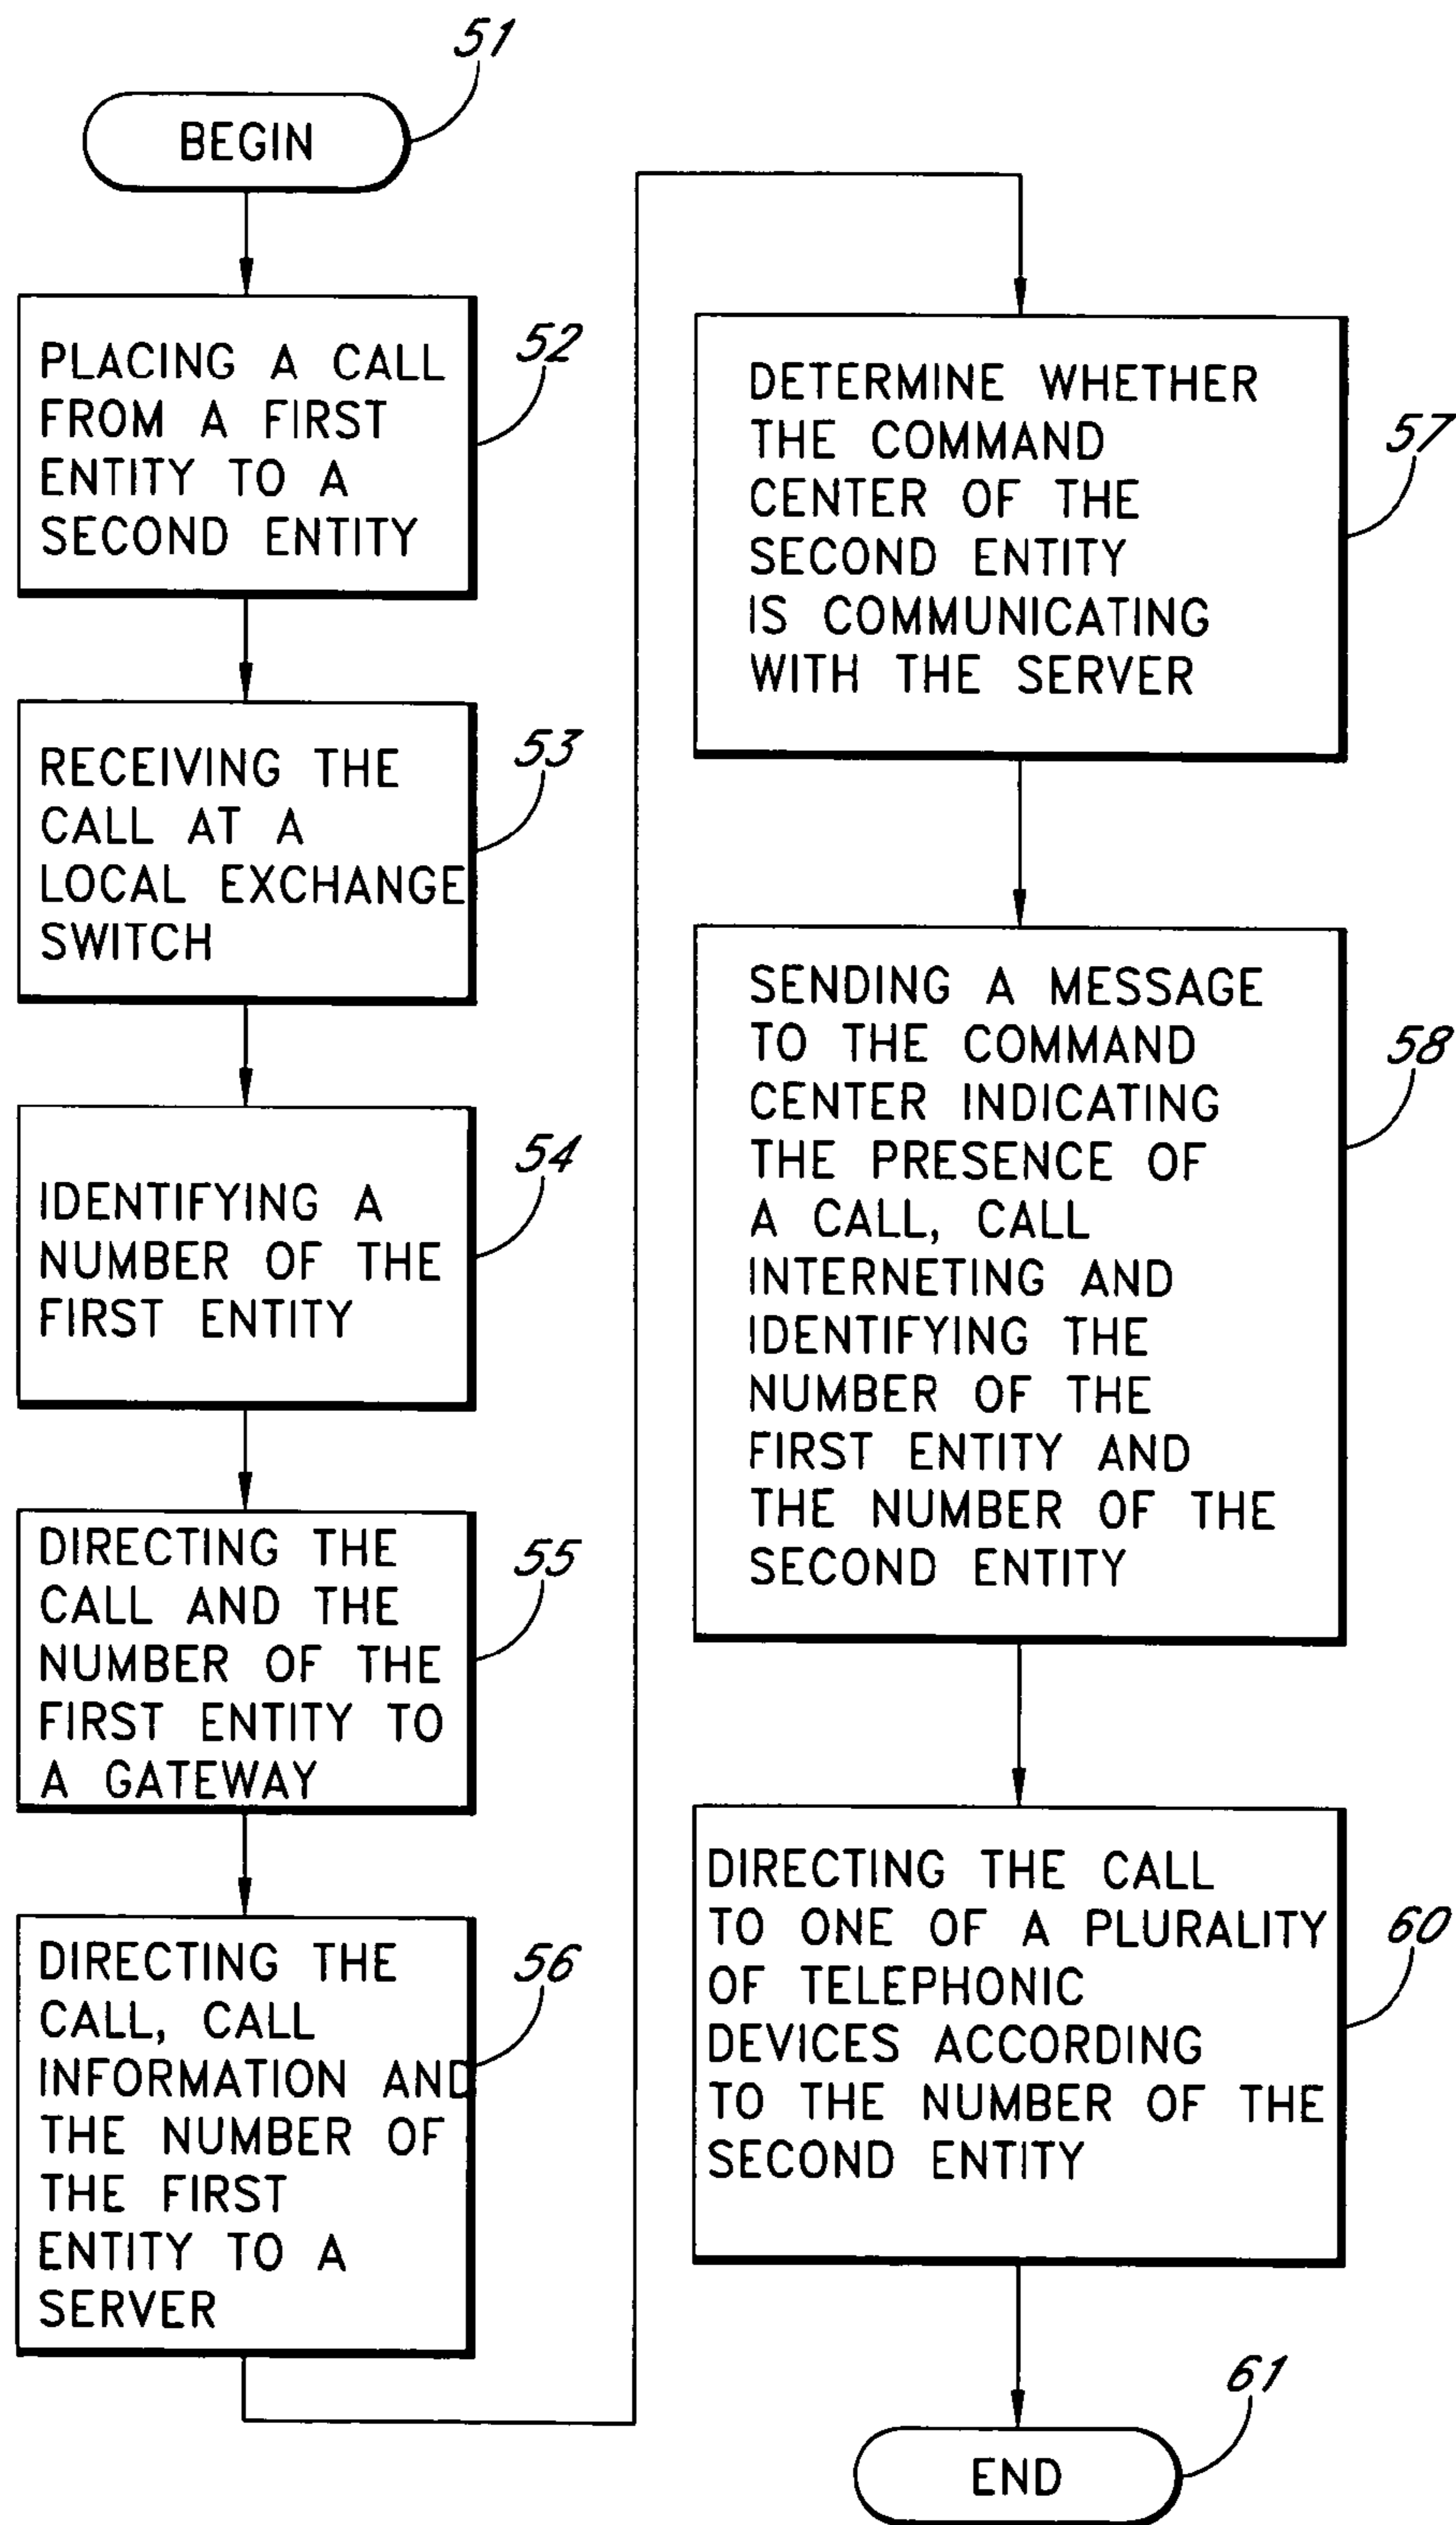 51
BEGIN
52
PLACING A CALL
FROM A FIRST
ENTITY TO A
SECOND ENTITY
53
RECEIVING THE
CALL AT A
LOCAL EXCHANGE
SWITCH
54
IDENTIFYING A
NUMBER OF THE
FIRST ENTITY
55
DIRECTING THE
CALL AND THE
NUMBER OF THE
FIRST ENTITY TO
A GATEWAY
56
DIRECTING THE
CALL, CALL
INFORMATION AND
THE NUMBER OF
THE FIRST
ENTITY TO A
SERVER
57
DETERMINE WHETHER
THE COMMAND
CENTER OF THE
SECOND ENTITY
IS COMMUNICATING
WITH THE SERVER
58
SENDING A MESSAGE
TO THE COMMAND
CENTER INDICATING
THE PRESENCE OF
A CALL, CALL
INTERNETING AND
IDENTIFYING THE
NUMBER OF THE
FIRST ENTITY AND
THE NUMBER OF THE
SECOND ENTITY
60
DIRECTING THE CALL
TO ONE OF A PLURALITY
OF TELEPHONIC
DEVICES ACCORDING
TO THE NUMBER OF THE
SECOND ENTITY
61
END